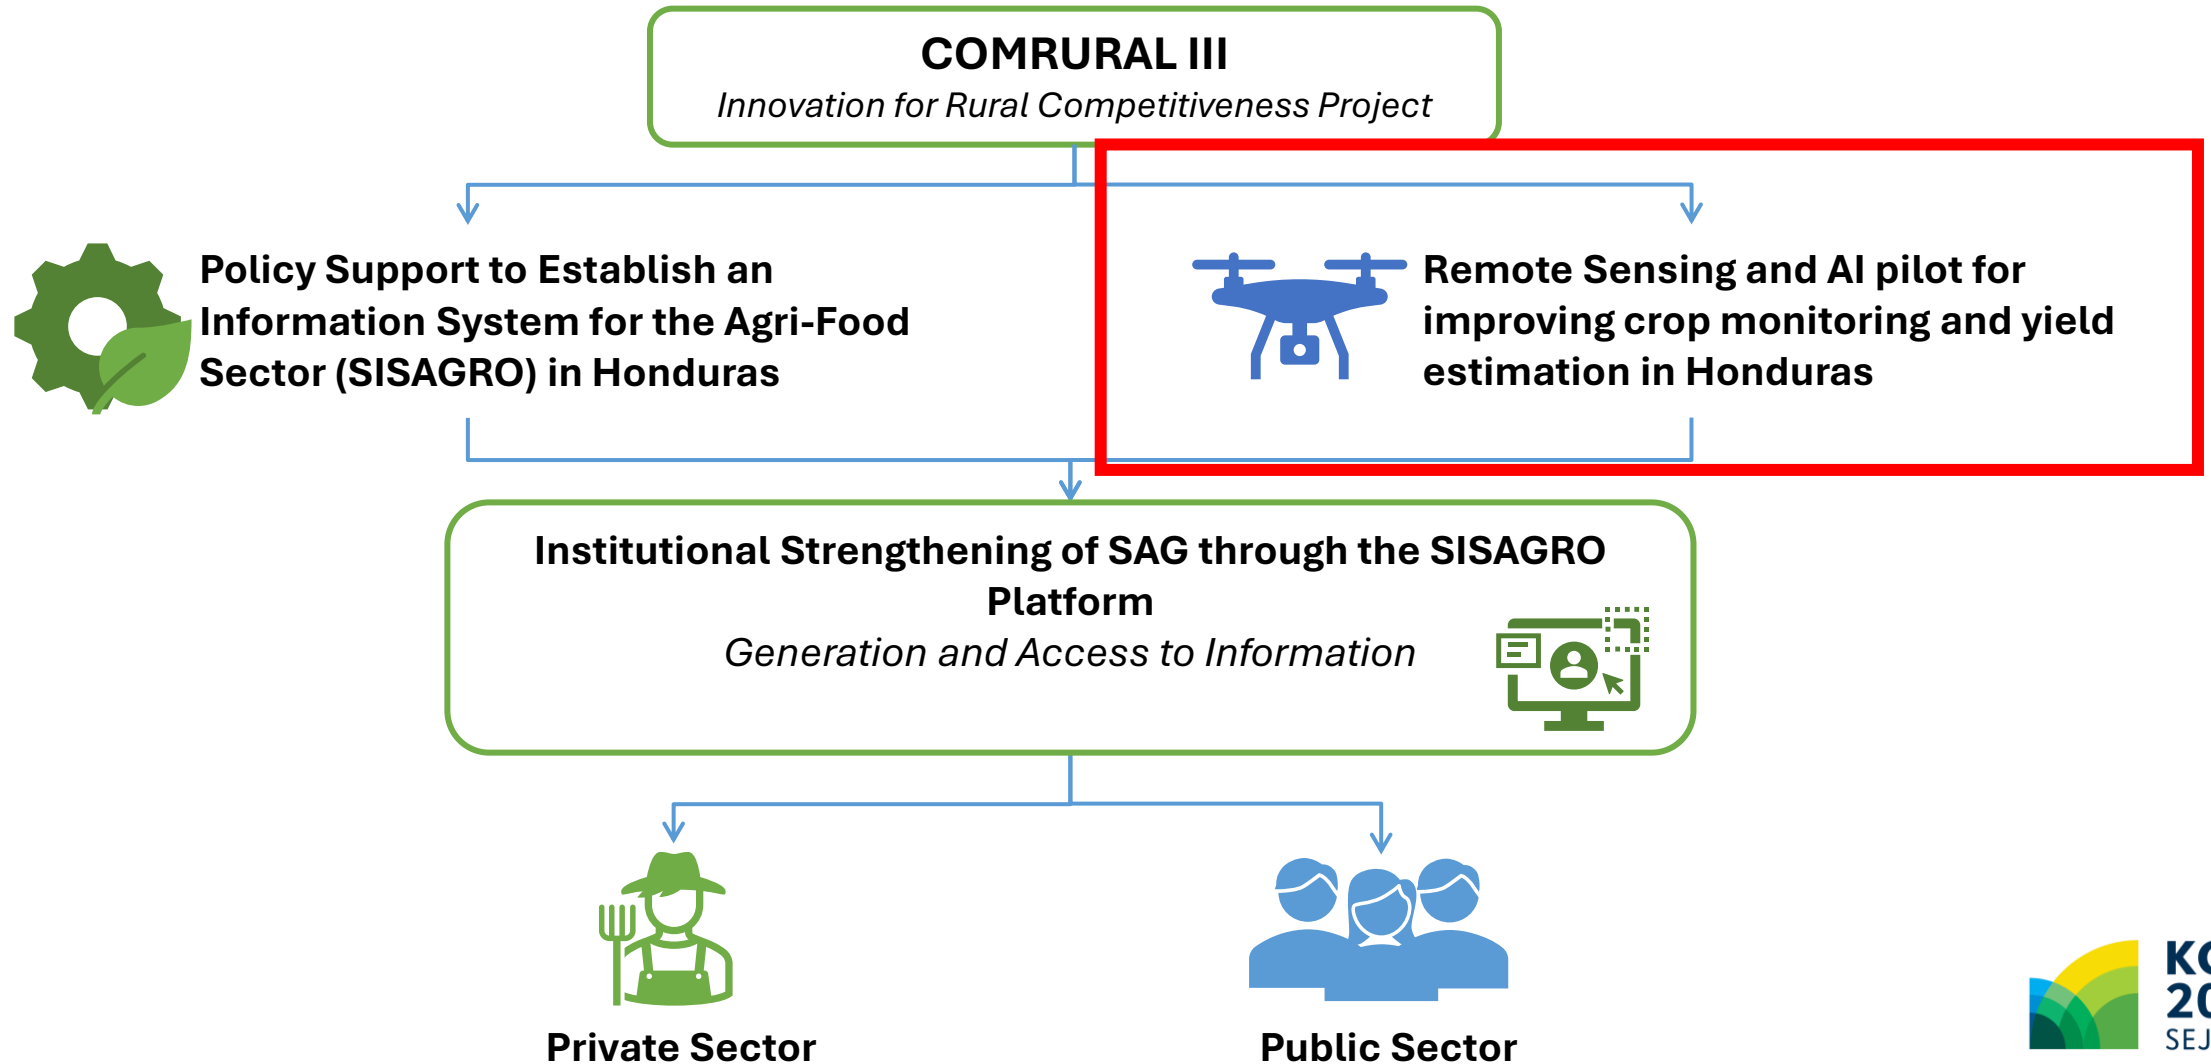 COMRURAL III
Innovation for Rural Competitiveness Project
Policy Support to Establish an
Information System for the Agri-Food
Sector (SISAGRO) in Honduras
Remote Sensing and AI pilot for
improving crop monitoring and yield
estimation in Honduras
Institutional Strengthening of SAG through the SISAGRO
Platform
Generation and Access to Information
Private Sector
Public Sector